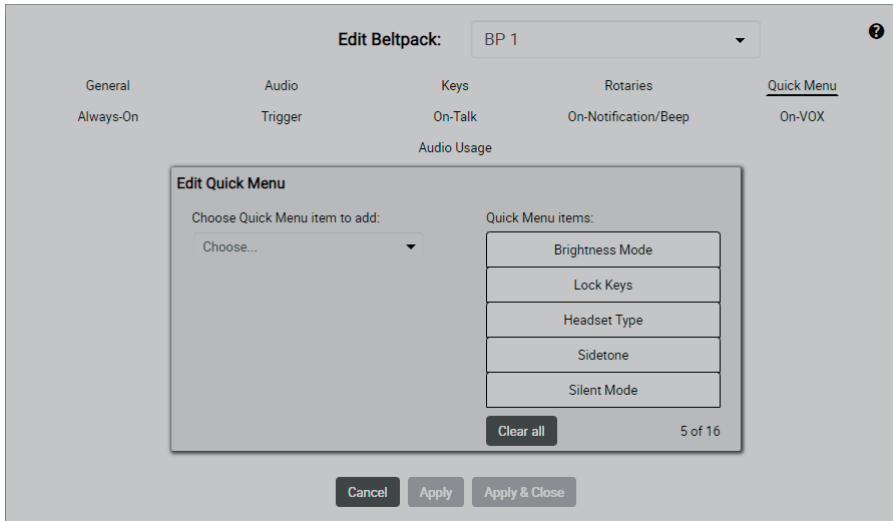 Edit Beltpack: BP 1
General Audio Keys Rotaries Quick Menu
Always-On Trigger On-Talk On-Notification/Beep On-VOX
Audio Usage
Edit Quick Menu
Choose Quick Menu item to add:
Choose...
Quick Menu items:
Brightness Mode
Lock Keys
Headset Type
Sidetone
Silent Mode
Clear all 5 of 16
Cancel Apply Apply & Close